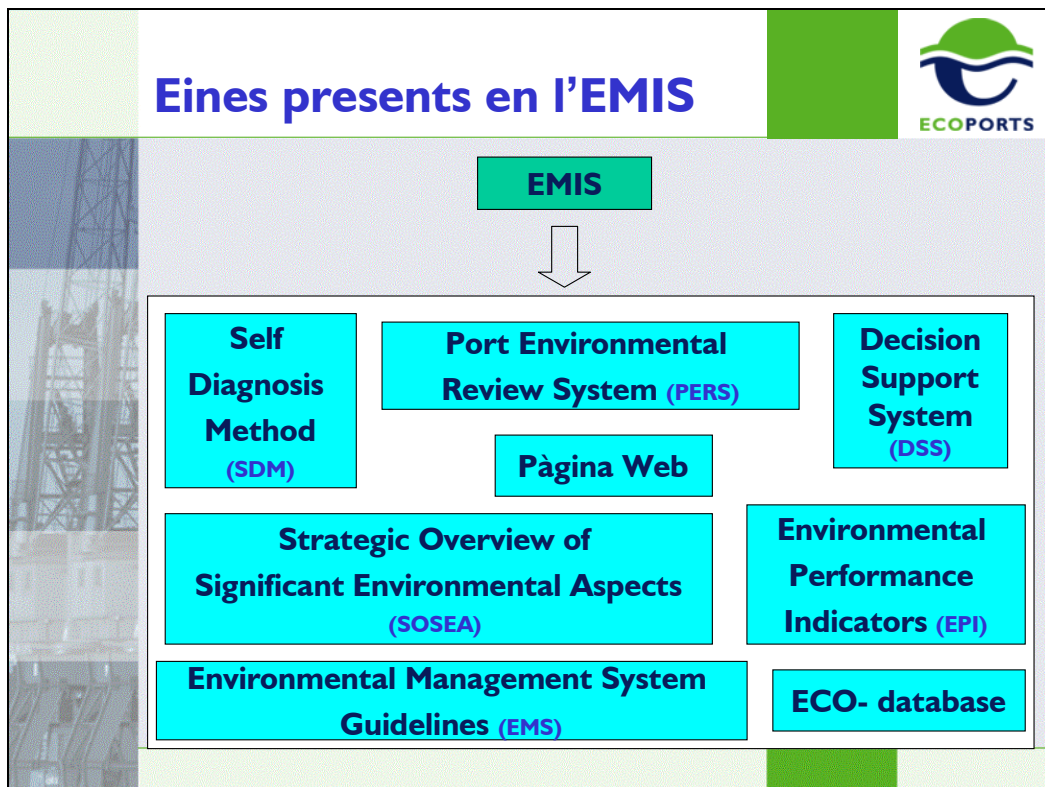 Eines presents en l’EMIS
ECOPORTS
EMIS
Self
Diagnosis
Method
(SDM)
Port Environmental
Review System (PERS)
Decision
Support
System
(DSS)
Pàgina Web
Strategic Overview of
Significant Environmental Aspects
(SOSEA)
Environmental
Performance
Indicators (EPI)
Environmental Management System
Guidelines (EMS)
ECO- database